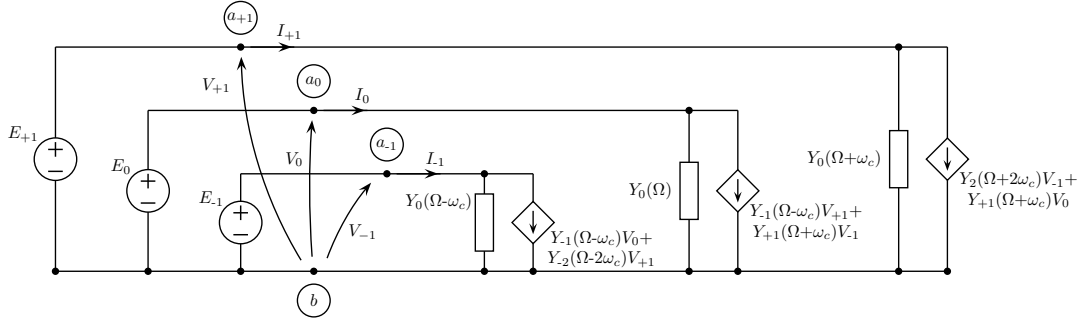 a+1
I+1
V+1
a0
I0
E+1
E0
V0
a-1
I-1
E-1
V−1
Y0(Ω-ωc)
Y-1(Ω-ωc)V0+
Y-2(Ω-2ωc)V+1
Y0(Ω)
Y-1(Ω-ωc)V+1+
Y+1(Ω+ωc)V-1
Y0(Ω+ωc)
Y2(Ω+2ωc)V-1+
Y+1(Ω+ωc)V0
b